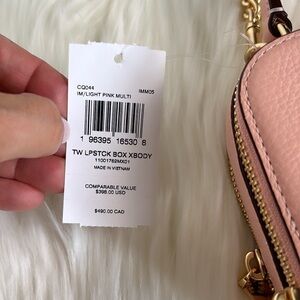 CQ044
IM/LIGHT PINK MULTI IMM05
1 96395 16530 8
TW LPSTCK BOX XBODY
11001762MX01
MADE IN VIETNAM
COMPARABLE VALUE
$398.00 USD
$490.00 CAD